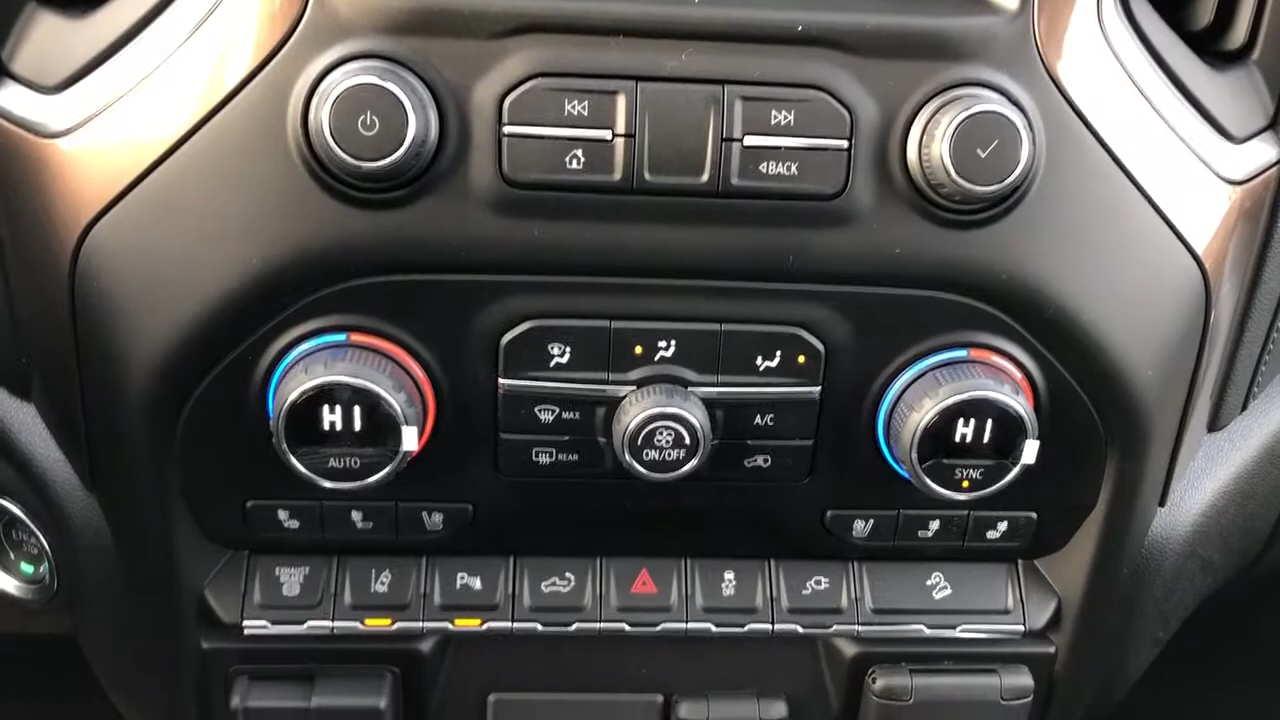 BACK
MAX
A/C
REAR
ON/OFF
HI
AUTO
HI
SYNC
EXHAUST
BRAKE
P
OFF